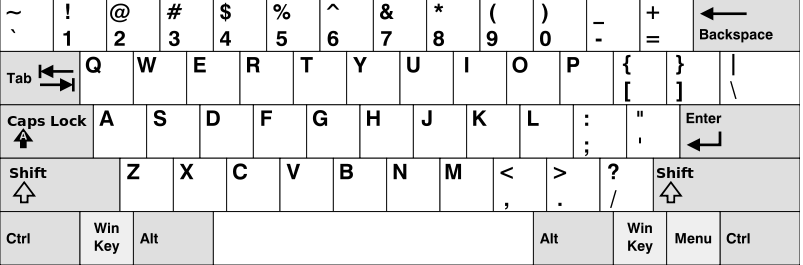 ~ ! @ # $ % ^ & * ( ) _ +
` 1 2 3 4 5 6 7 8 9 0 - = Backspace
Tab Q W E R T Y U I O P { } |
[ ] \
Caps Lock A S D F G H J K L : " Enter
A ; '
Shift Z X C V B N M < > ? Shift
, . /
Ctrl Win Key Alt Alt Win Key Menu Ctrl